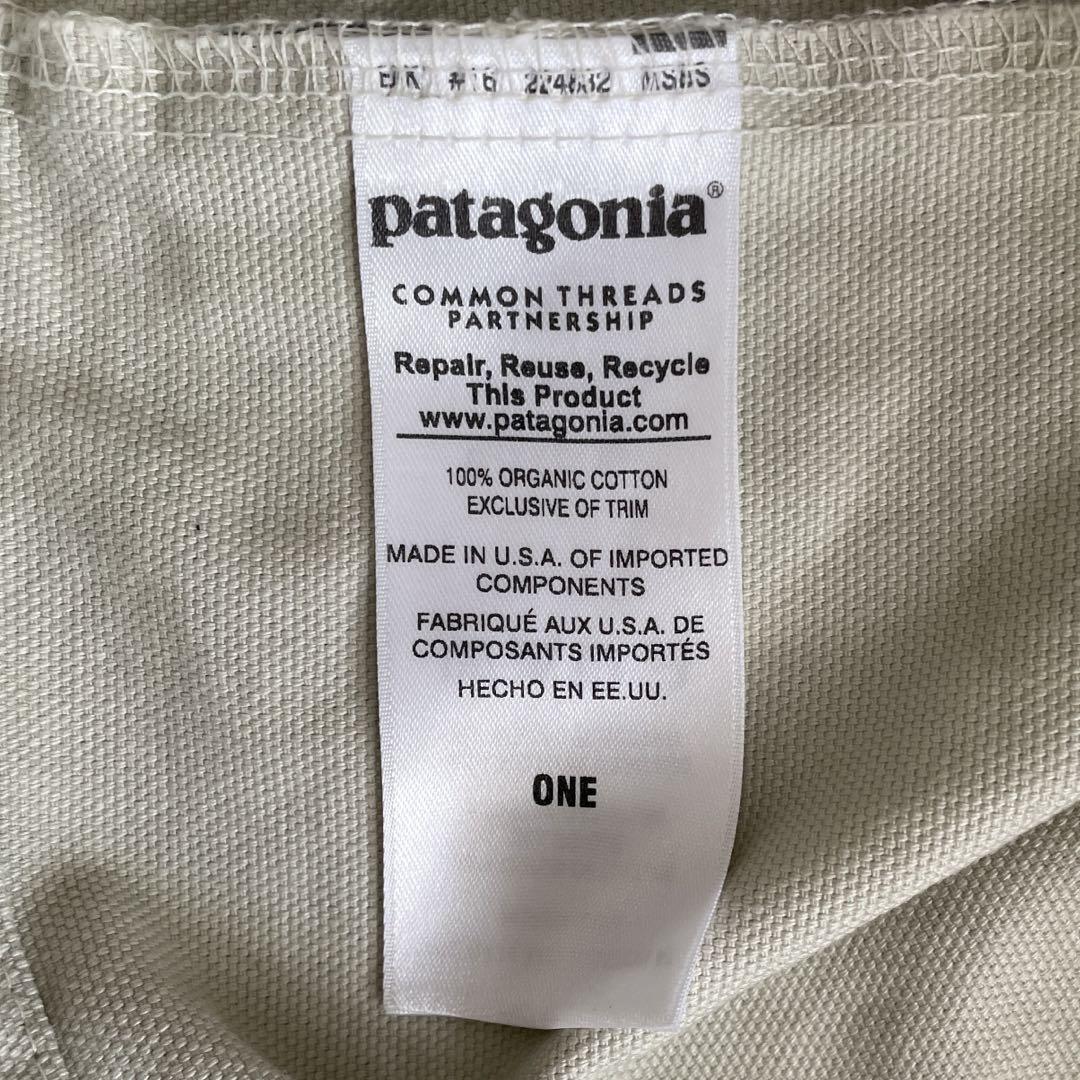 #16
patagonia®
COMMON THREADS
PARTNERSHIP
Repair, Reuse, Recycle
This Product
www.patagonia.com
100% ORGANIC COTTON
EXCLUSIVE OF TRIM
MADE IN U.S.A. OF IMPORTED
COMPONENTS
FABRIQUÉ AUX U.S.A. DE
COMPOSANTS IMPORTÉS
HECHO EN EE.UU.
ONE